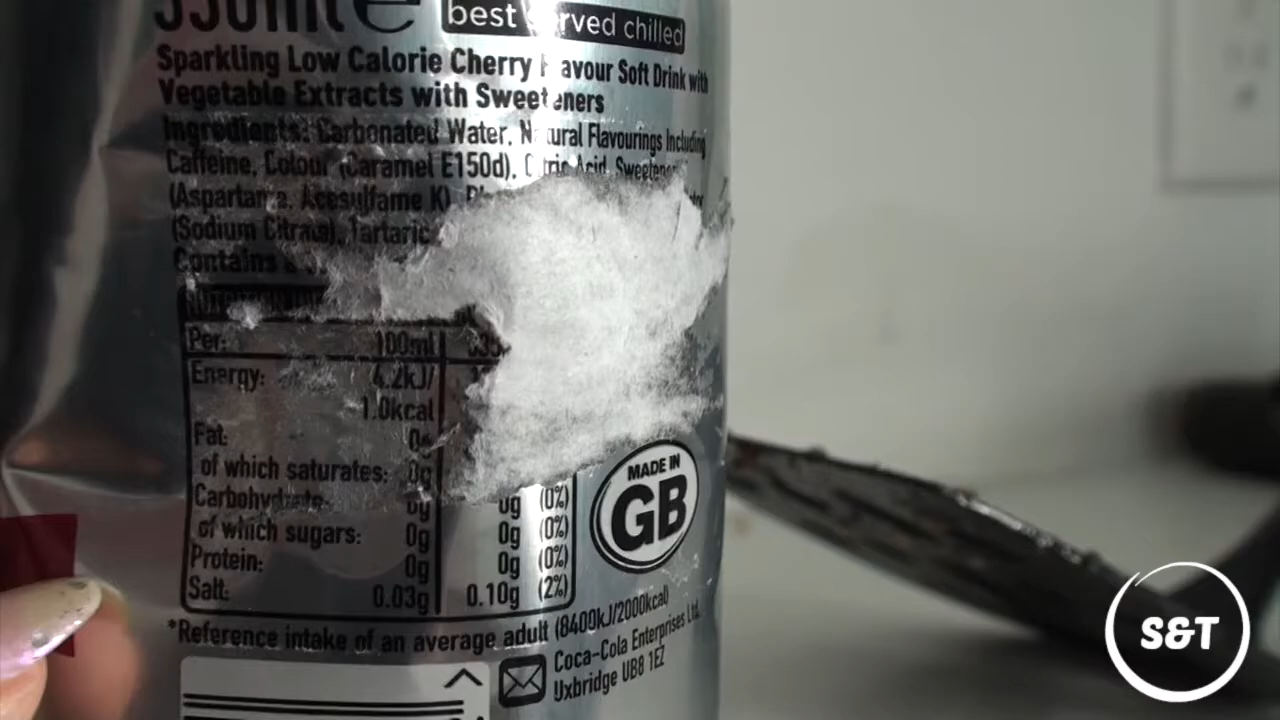 330ml e best served chilled
Sparkling Low Calorie Cherry Flavour Soft Drink with
Vegetable Extracts with Sweeteners
Ingredients: Carbonated Water, Natural Flavourings Including
Caffeine, Colour (Caramel E150d), Citric Acid, Sweeteners
(Aspartame, Acesulfame K),
(Sodium Citrate), Tartaric
Contains a
Per: 100ml
Energy: 4.2kJ/
1.0kcal
Fat: 0g
of which saturates: 0g
Carbohydrate: 0g 0g (0%)
of which sugars: 0g 0g (0%)
Protein: 0g 0g (0%)
Salt: 0.03g 0.10g (2%)
MADE IN
GB
*Reference intake of an average adult (8400kJ/2000kcal)
Coca-Cola Enterprises Ltd.
Uxbridge UB8 1EZ
S&T